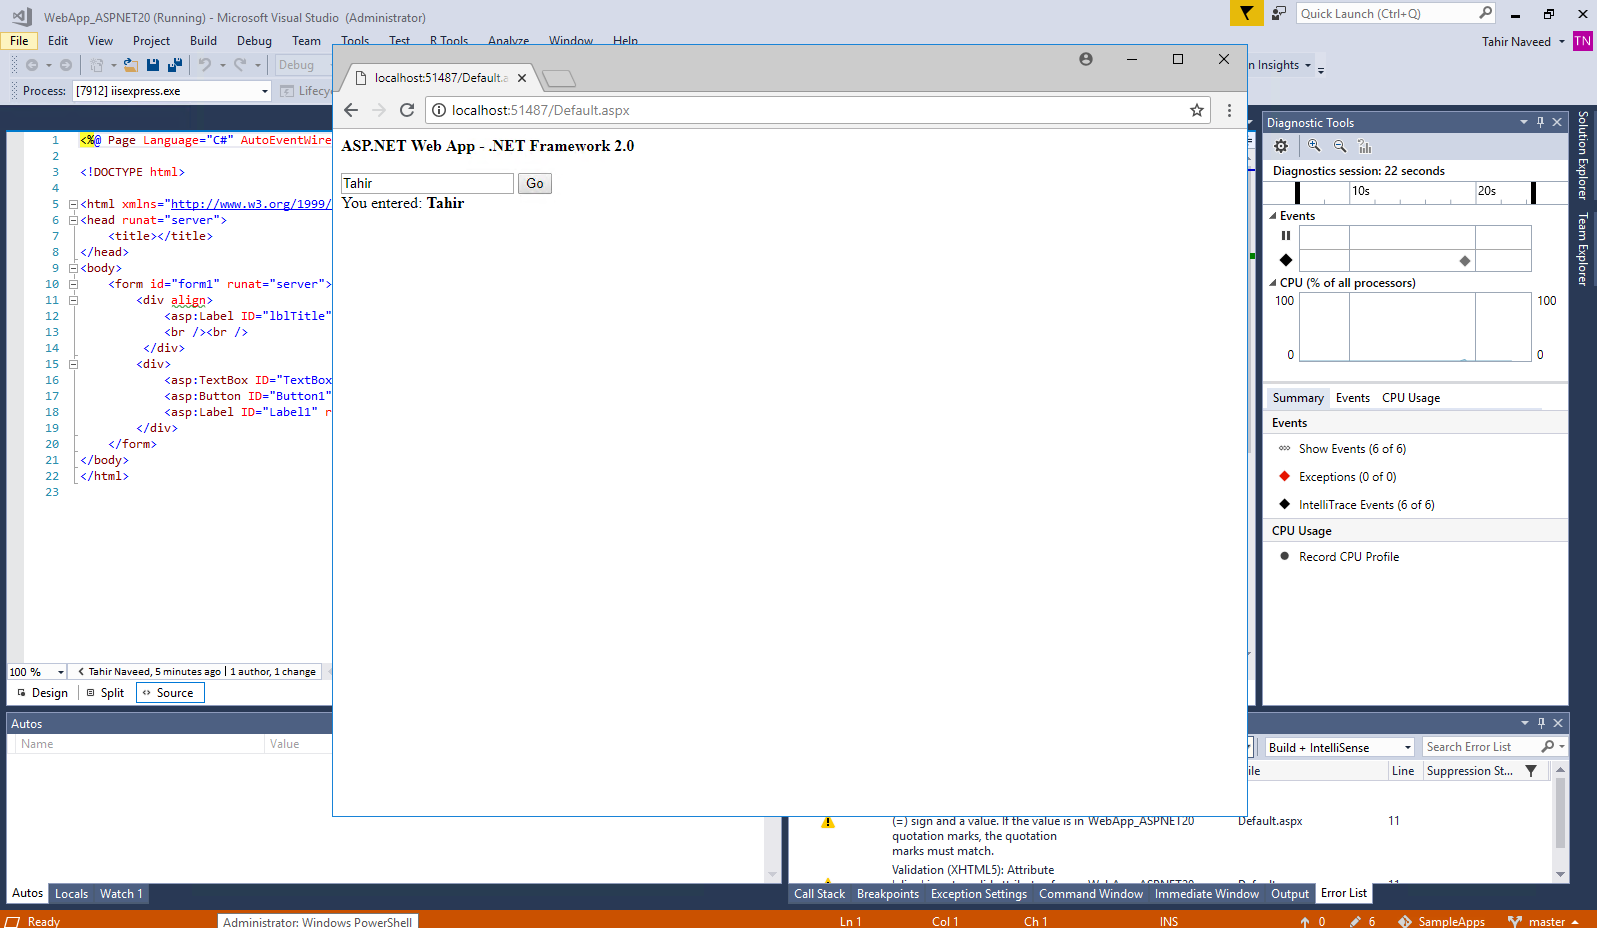 WebApp_ASPNET20 (Running) - Microsoft Visual Studio (Administrator)
Quick Launch (Ctrl+Q)
File Edit View Project Build Debug Team Tools Test R Tools Analyze Window Help
Tahir Naveed TN
Debug
n Insights
Process: [7912] iisexpress.exe Lifecyc
localhost:51487/Default.a
localhost:51487/Default.aspx
ASP.NET Web App - .NET Framework 2.0
Tahir Go
You entered: Tahir
1 <%@ Page Language="C#" AutoEventWire
2
3 <!DOCTYPE html>
4
5 <html xmlns="http://www.w3.org/1999/
6 <head runat="server">
7 <title></title>
8 </head>
9 <body>
10 <form id="form1" runat="server">
11 <div align>
12 <asp:Label ID="lblTitle"
13 <br /><br />
14 </div>
15 <div>
16 <asp:TextBox ID="TextBox
17 <asp:Button ID="Button1"
18 <asp:Label ID="Label1" r
19 </div>
20 </form>
21 </body>
22 </html>
23
100 % Tahir Naveed, 5 minutes ago | 1 author, 1 change
Design Split Source
Diagnostic Tools
Diagnostics session: 22 seconds
10s 20s
Events
CPU (% of all processors)
100 100
0 0
Summary Events CPU Usage
Events
Show Events (6 of 6)
Exceptions (0 of 0)
IntelliTrace Events (6 of 6)
CPU Usage
Record CPU Profile
Solution Explorer
Team Explorer
Autos
Name Value
Autos Locals Watch 1
Build + IntelliSense Search Error List
ile Line Suppression St...
(=) sign and a value. If the value is in WebApp_ASPNET20 Default.aspx 11
quotation marks, the quotation
marks must match.
Validation (XHTML5): Attribute
Call Stack Breakpoints Exception Settings Command Window Immediate Window Output Error List
Ready Administrator: Windows PowerShell Ln 1 Col 1 Ch 1 INS 0 6 SampleApps master